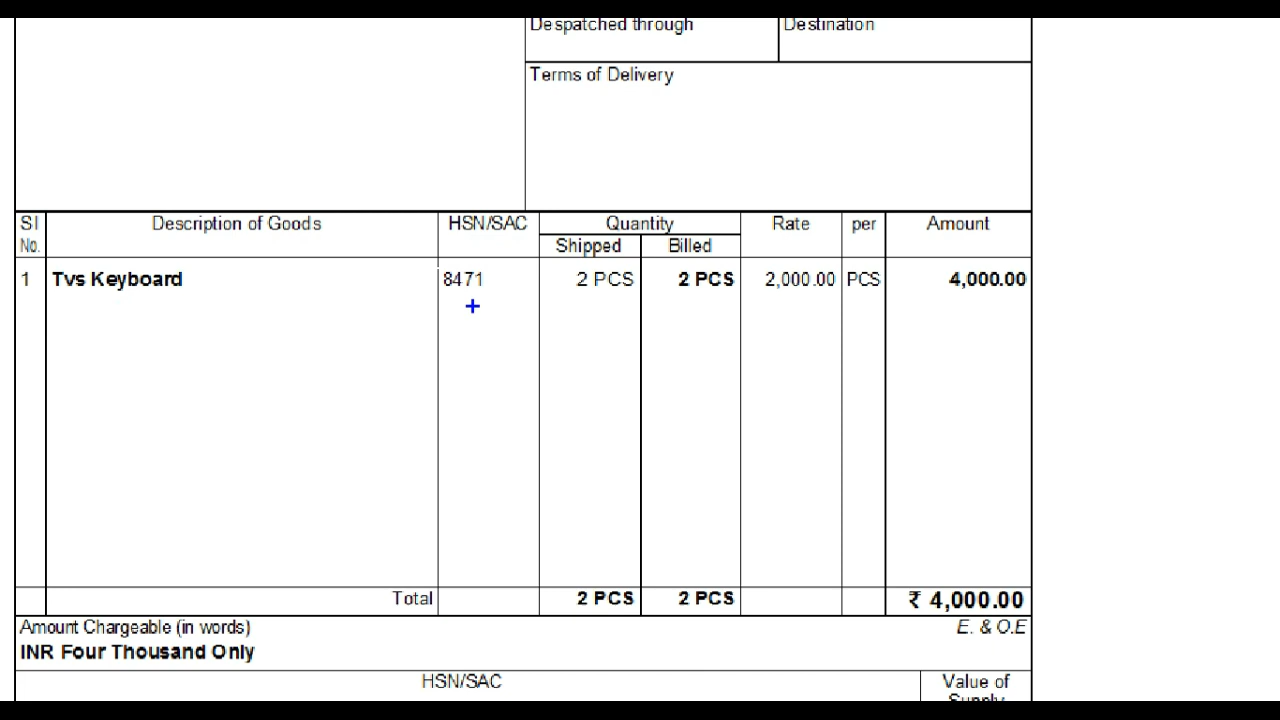 Despatched through Destination
Terms of Delivery
SI No. Description of Goods HSN/SAC Quantity Rate per Amount
Shipped Billed
1 Tvs Keyboard 8471 2 PCS 2 PCS 2,000.00 PCS 4,000.00
Total 2 PCS 2 PCS ₹ 4,000.00
Amount Chargeable (in words) E. & O.E
INR Four Thousand Only
HSN/SAC Value of
Supply